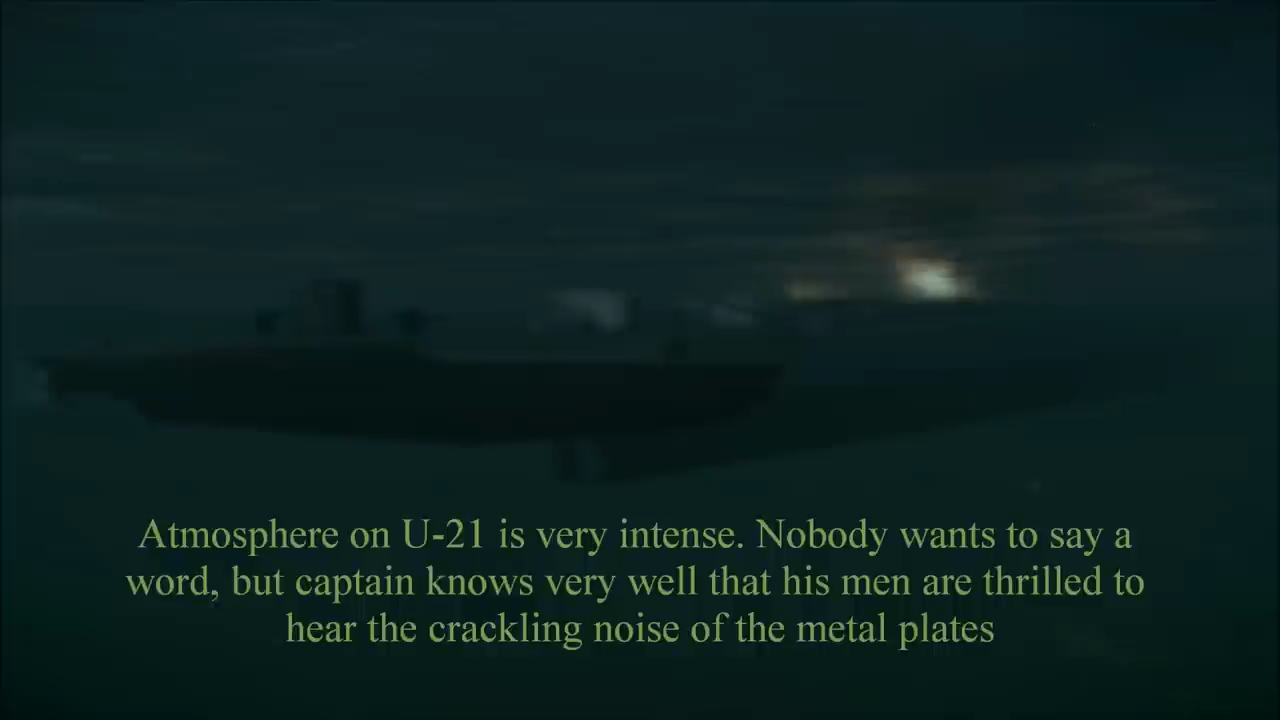 Atmosphere on U-21 is very intense. Nobody wants to say a
word, but captain knows very well that his men are thrilled to
hear the crackling noise of the metal plates